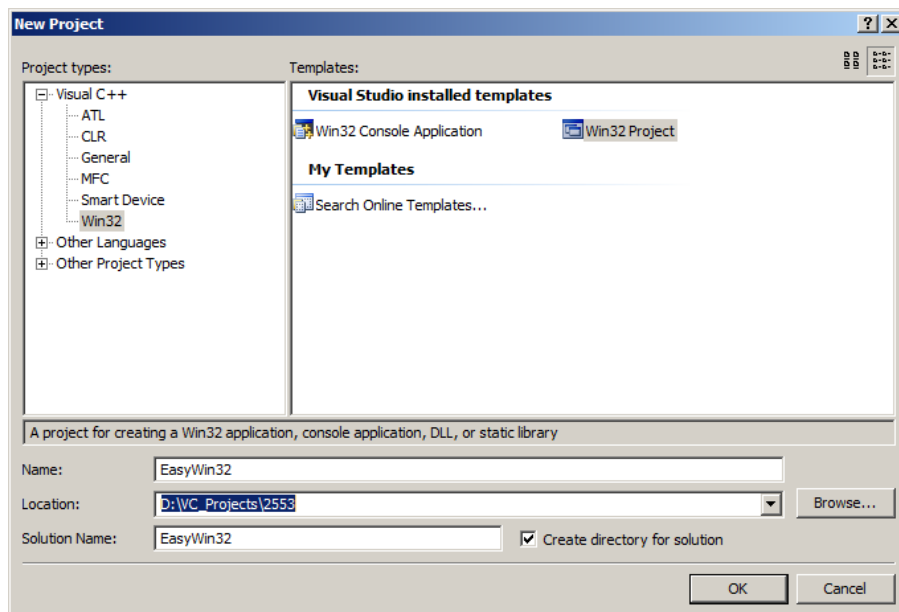 New Project
Project types:
Templates:
Visual C++
ATL
CLR
General
MFC
Smart Device
Win32
Other Languages
Other Project Types
Visual Studio installed templates
Win32 Console Application
Win32 Project
My Templates
Search Online Templates...
A project for creating a Win32 application, console application, DLL, or static library
Name:
EasyWin32
Location:
D:\VC_Projects\2553
Browse...
Solution Name:
EasyWin32
Create directory for solution
OK
Cancel